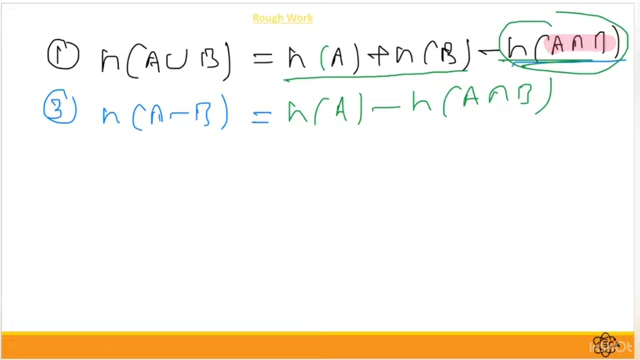 Rough Work
① n(A∪B) = n(A) + n(B) - n(A∩B)
③ n(A-B) = n(A) - n(A∩B)